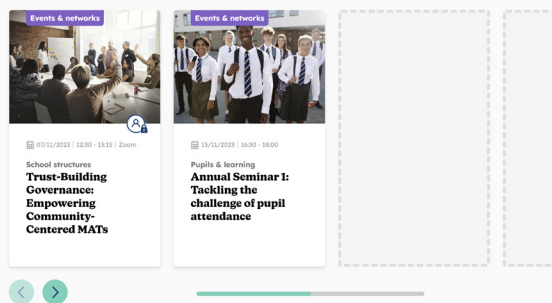 Events & networks
07/11/2023 | 12:30 - 13:15 | Zoom
School structures
Trust-Building
Governance:
Empowering
Community-
Centered MATs
Events & networks
15/11/2023 | 16:30 - 18:00
Pupils & learning
Annual Seminar 1:
Tackling the
challenge of pupil
attendance